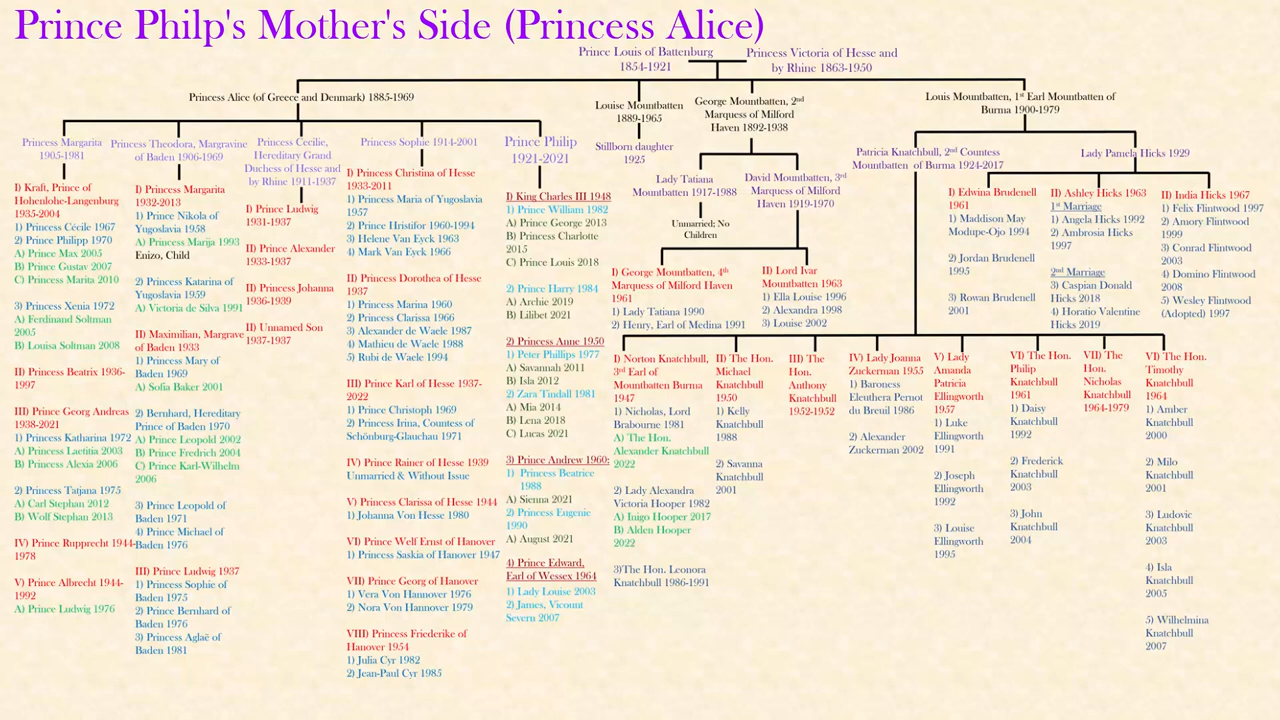 Prince Philp's Mother's Side (Princess Alice)
Prince Louis of Battenburg
1854-1921
Princess Victoria of Hesse and
by Rhine 1863-1950
Princess Alice (of Greece and Denmark) 1885-1969
Louise Mountbatten
1889-1965
Stillborn daughter
1925
George Mountbatten, 2nd
Marquess of Milford
Haven 1892-1938
Louis Mountbatten, 1st Earl Mountbatten of
Burma 1900-1979
Princess Margarita
1905-1981
Princess Theodora, Margravine
of Baden 1906-1969
Princess Cecilie,
Hereditary Grand
Duchess of Hesse and
by Rhine 1911-1937
Princess Sophie 1914-2001
Prince Philip
1921-2021
Lady Tatiana
Mountbatten 1917-1988
Unmarried; No
Children
David Mountbatten, 3rd
Marquess of Milford
Haven 1919-1970
Patricia Knatchbull, 2nd Countess
Mountbatten of Burma 1924-2017
Lady Pamela Hicks 1929
I) Kraft, Prince of
Hohenlohe-Langenburg
1935-2004
1) Princess Cécile 1967
2) Prince Philipp 1970
A) Prince Max 2005
B) Prince Gustav 2007
C) Princess Marita 2010
3) Princess Xenia 1972
A) Ferdinand Soltman
2005
B) Louisa Soltman 2008
II) Princess Beatrix 1936-
1997
III) Prince Georg Andreas
1938-2021
1) Princess Katharina 1972
A) Princess Laetitia 2003
B) Princess Alexia 2006
2) Princess Tatjana 1975
A) Carl Stephan 2012
B) Wolf Stephan 2013
IV) Prince Rupprecht 1944-
1978
V) Prince Albrecht 1944-
1992
A) Prince Ludwig 1976
I) Princess Margarita
1932-2013
1) Prince Nikola of
Yugoslavia 1958
A) Princess Marija 1993
Enizo, Child
2) Prince Katarina of
Yugoslavia 1959
A) Victoria de Silva 1991
II) Maximilian, Margrave
of Baden 1933
1) Prince Mary of
Baden 1969
A) Sofia Baker 2001
2) Bernhard, Hereditary
Prince of Baden 1970
A) Prince Leopold 2002
B) Prince Fredrich 2004
C) Prince Karl-Wilhelm
2006
3) Prince Leopold of
Baden 1971
4) Prince Michael of
Baden 1976
III) Prince Ludwig 1937
1) Princess Sophie of
Baden 1975
2) Prince Bernhard of
Baden 1976
3) Princess Aglaë of
Baden 1981
I) Prince Ludwig
1931-1937
II) Prince Alexander
1933-1937
II) Princess Johanna
1936-1939
II) Unnamed Son
1937-1937
I) Princess Christina of Hesse
1933-2011
1) Princess Maria of Yugoslavia
1957
2) Prince Hristifor 1960-1994
3) Helene Van Eyck 1963
4) Mark Van Eyck 1966
II) Princess Dorothea of Hesse
1937
1) Princess Marina 1960
2) Princess Clarissa 1966
3) Alexander de Waele 1987
4) Mathieu de Waele 1988
5) Rubi de Waele 1994
III) Prince Karl of Hesse 1937-
2022
1) Prince Christoph 1969
2) Princess Irina, Countess of
Schönburg-Glauchau 1971
IV) Prince Rainer of Hesse 1939
Unmarried & Without Issue
V) Princess Clarissa of Hesse 1944
1) Johanna Von Hesse 1980
VI) Prince Welf Ernst of Hanover
1) Princess Saskia of Hanover 1947
VII) Prince Georg of Hanover
1) Vera Von Hannover 1976
2) Nora Von Hannover 1979
VIII) Princess Friederike of
Hanover 1954
1) Julia Cyr 1982
2) Jean-Paul Cyr 1985
I) King Charles III 1948
1) Prince William 1982
A) Prince George 2013
B) Princess Charlotte
2015
C) Prince Louis 2018
2) Prince Harry 1984
A) Archie 2019
B) Lilibet 2021
2) Princess Anne 1950
1) Peter Phillips 1977
A) Savannah 2011
B) Isla 2012
2) Zara Tindall 1981
A) Mia 2014
B) Lena 2018
C) Lucas 2021
3) Prince Andrew 1960:
1) Princess Beatrice
1988
A) Sienna 2021
2) Princess Eugenie
1990
A) August 2021
4) Prince Edward,
Earl of Wessex 1964
1) Lady Louise 2003
2) James, Vicount
Severn 2007
I) George Mountbatten, 4th
Marquess of Milford Haven
1961
1) Lady Tatiana 1990
2) Henry, Earl of Medina 1991
II) Lord Ivar
Mountbatten 1963
1) Ella Louise 1996
2) Alexandra 1998
3) Louise 2002
I) Edwina Brudenell
1961
1) Maddison May
Modupe-Ojo 1994
2) Jordan Brudenell
1995
3) Rowan Brudenell
2001
II) Ashley Hicks 1963
1st Marriage
1) Angela Hicks 1992
2) Ambrosia Hicks
1997
2nd Marriage
3) Caspian Donald
Hicks 2018
4) Horatio Valentine
Hicks 2019
II) India Hicks 1967
1) Felix Flintwood 1997
2) Amory Flintwood
1999
3) Conrad Flintwood
2003
4) Domino Flintwood
2008
5) Wesley Flintwood
(Adopted) 1997
I) Norton Knatchbull,
3rd Earl of
Mountbatten Burma
1947
1) Nicholas, Lord
Brabourne 1981
A) The Hon.
Alexander Knatchbull
2022
2) Lady Alexandra
Victoria Hooper 1982
A) Inigo Hooper 2017
B) Alden Hooper
2022
3)The Hon. Leonora
Knatchbull 1986-1991
II) The Hon.
Michael
Knatchbull
1950
1) Kelly
Knatchbull
1988
2) Savanna
Knatchbull
2001
III) The
Hon.
Anthony
Knatchbull
1952-1952
IV) Lady Joanna
Zuckerman 1955
1) Baroness
Eleuthera Pernot
du Breuil 1986
2) Alexander
Zuckerman 2002
V) Lady
Amanda
Patricia
Ellingworth
1957
1) Luke
Ellingworth
1991
2) Joseph
Ellingworth
1992
3) Louise
Ellingworth
1995
VI) The Hon.
Philip
Knatchbull
1961
1) Daisy
Knatchbull
1992
2) Frederick
Knatchbull
2003
3) John
Knatchbull
2004
VII) The
Hon.
Nicholas
Knatchbull
1964-1979
VI) The Hon.
Timothy
Knatchbull
1964
1) Amber
Knatchbull
2000
2) Milo
Knatchbull
2001
3) Ludovic
Knatchbull
2003
4) Isla
Knatchbull
2005
5) Wilhelmina
Knatchbull
2007